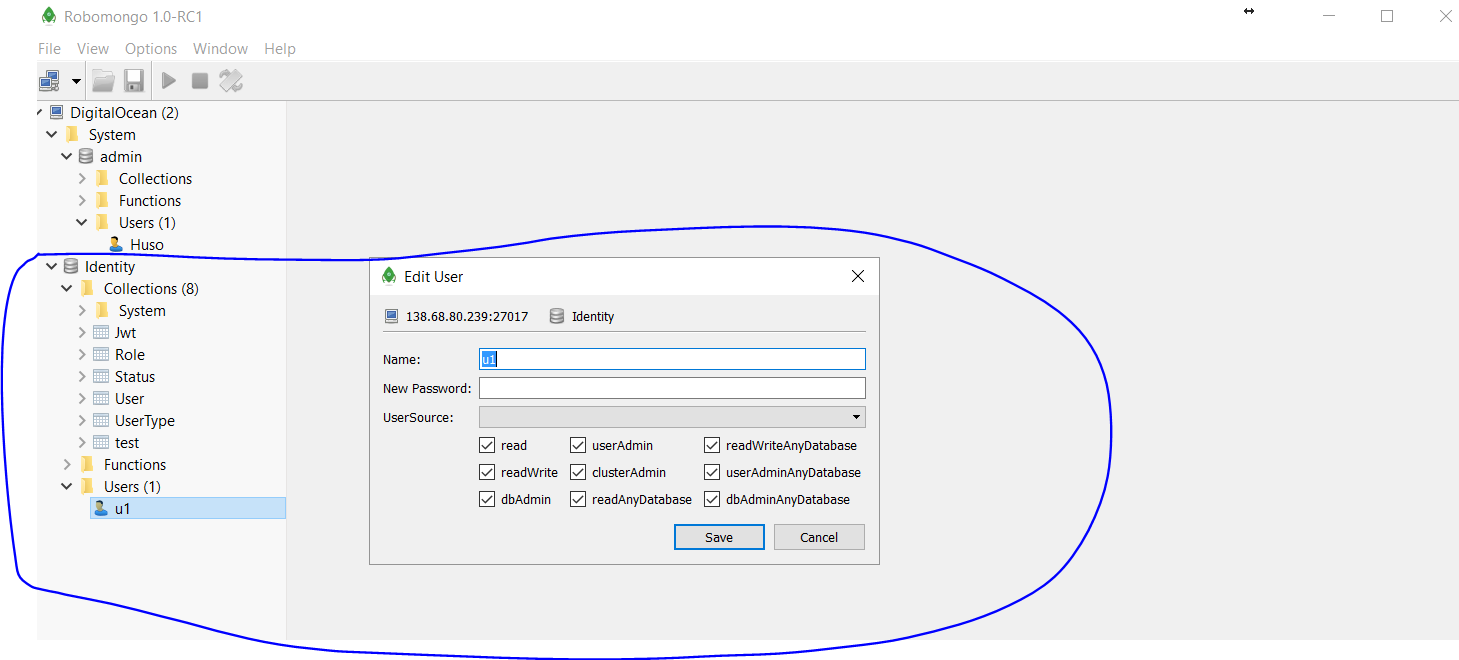 Robomongo 1.0-RC1
File View Options Window Help
DigitalOcean (2)
System
admin
Collections
Functions
Users (1)
Huso
Identity
Collections (8)
System
Jwt
Role
Status
User
UserType
test
Functions
Users (1)
u1
Edit User
138.68.80.239:27017 Identity
Name: u1
New Password:
UserSource:
read userAdmin readWriteAnyDatabase
readWrite clusterAdmin userAdminAnyDatabase
dbAdmin readAnyDatabase dbAdminAnyDatabase
Save Cancel